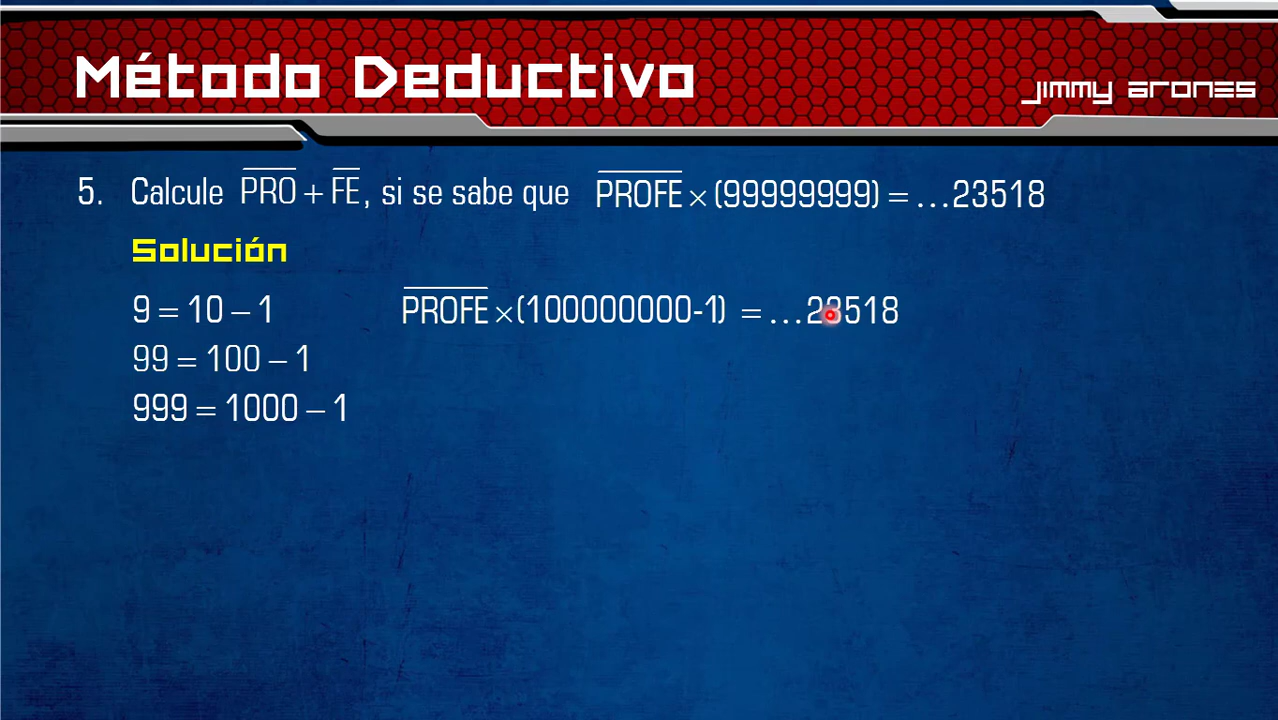 Método Deductivo
Jimmy Arones
5. Calcule PRO + FE, si se sabe que PROFE × (99999999) = ...23518
Solución
9 = 10 – 1
PROFE × (100000000-1) = ...23518
99 = 100 – 1
999 = 1000 – 1